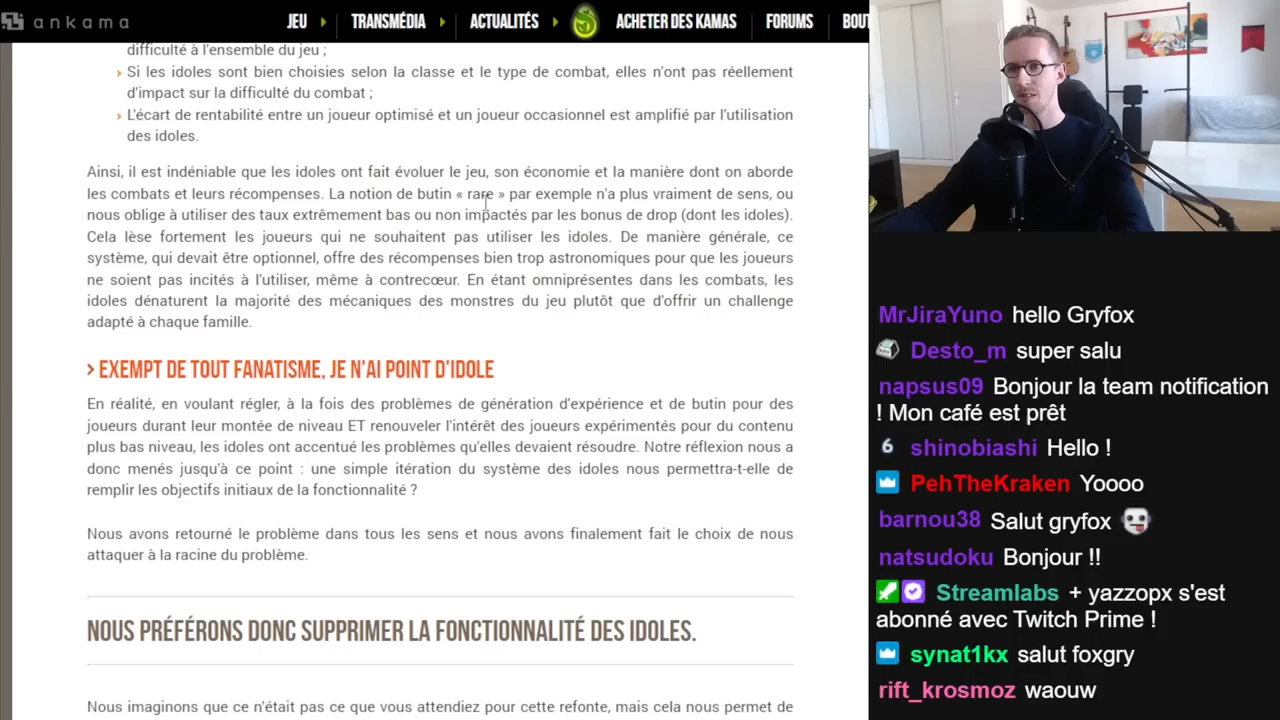 ankama
JEU
TRANSMÉDIA
ACTUALITÉS
ACHETER DES KAMAS
FORUMS
BOUT
difficulté à l'ensemble du jeu ;
Si les idoles sont bien choisies selon la classe et le type de combat, elles n'ont pas réellement
d'impact sur la difficulté du combat ;
L'écart de rentabilité entre un joueur optimisé et un joueur occasionnel est amplifié par l'utilisation
des idoles.
Ainsi, il est indéniable que les idoles ont fait évoluer le jeu, son économie et la manière dont on aborde
les combats et leurs récompenses. La notion de butin « rare » par exemple n'a plus vraiment de sens, ou
nous oblige à utiliser des taux extrêmement bas ou non impactés par les bonus de drop (dont les idoles).
Cela lèse fortement les joueurs qui ne souhaitent pas utiliser les idoles. De manière générale, ce
système, qui devait être optionnel, offre des récompenses bien trop astronomiques pour que les joueurs
ne soient pas incités à l'utiliser, même à contrecœur. En étant omniprésentes dans les combats, les
idoles dénaturent la majorité des mécaniques des monstres du jeu plutôt que d'offrir un challenge
adapté à chaque famille.
> EXEMPT DE TOUT FANATISME, JE N'AI POINT D'IDOLE
En réalité, en voulant régler, à la fois des problèmes de génération d'expérience et de butin pour des
joueurs durant leur montée de niveau ET renouveler l'intérêt des joueurs expérimentés pour du contenu
plus bas niveau, les idoles ont accentué les problèmes qu'elles devaient résoudre. Notre réflexion nous a
donc menés jusqu'à ce point : une simple itération du système des idoles nous permettra-t-elle de
remplir les objectifs initiaux de la fonctionnalité ?
Nous avons retourné le problème dans tous les sens et nous avons finalement fait le choix de nous
attaquer à la racine du problème.
NOUS PRÉFÉRONS DONC SUPPRIMER LA FONCTIONNALITÉ DES IDOLES.
Nous imaginons que ce n'était pas ce que vous attendiez pour cette refonte, mais cela nous permet de
MrJiraYuno hello Gryfox
Desto_m super salu
napsus09 Bonjour la team notification
! Mon café est prêt
6 shinobiashi Hello !
PehTheKraken Yoooo
barnou38 Salut gryfox
natsudoku Bonjour !!
Streamlabs + yazzopx s'est
abonné avec Twitch Prime !
synat1kx salut foxgry
rift_krosmoz waouw